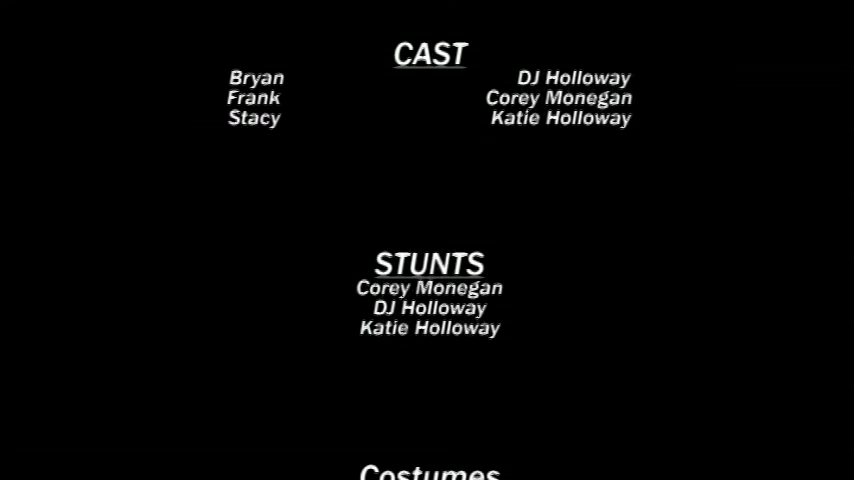 CAST
Bryan DJ Holloway
Frank Corey Monegan
Stacy Katie Holloway
STUNTS
Corey Monegan
DJ Holloway
Katie Holloway
Costumes